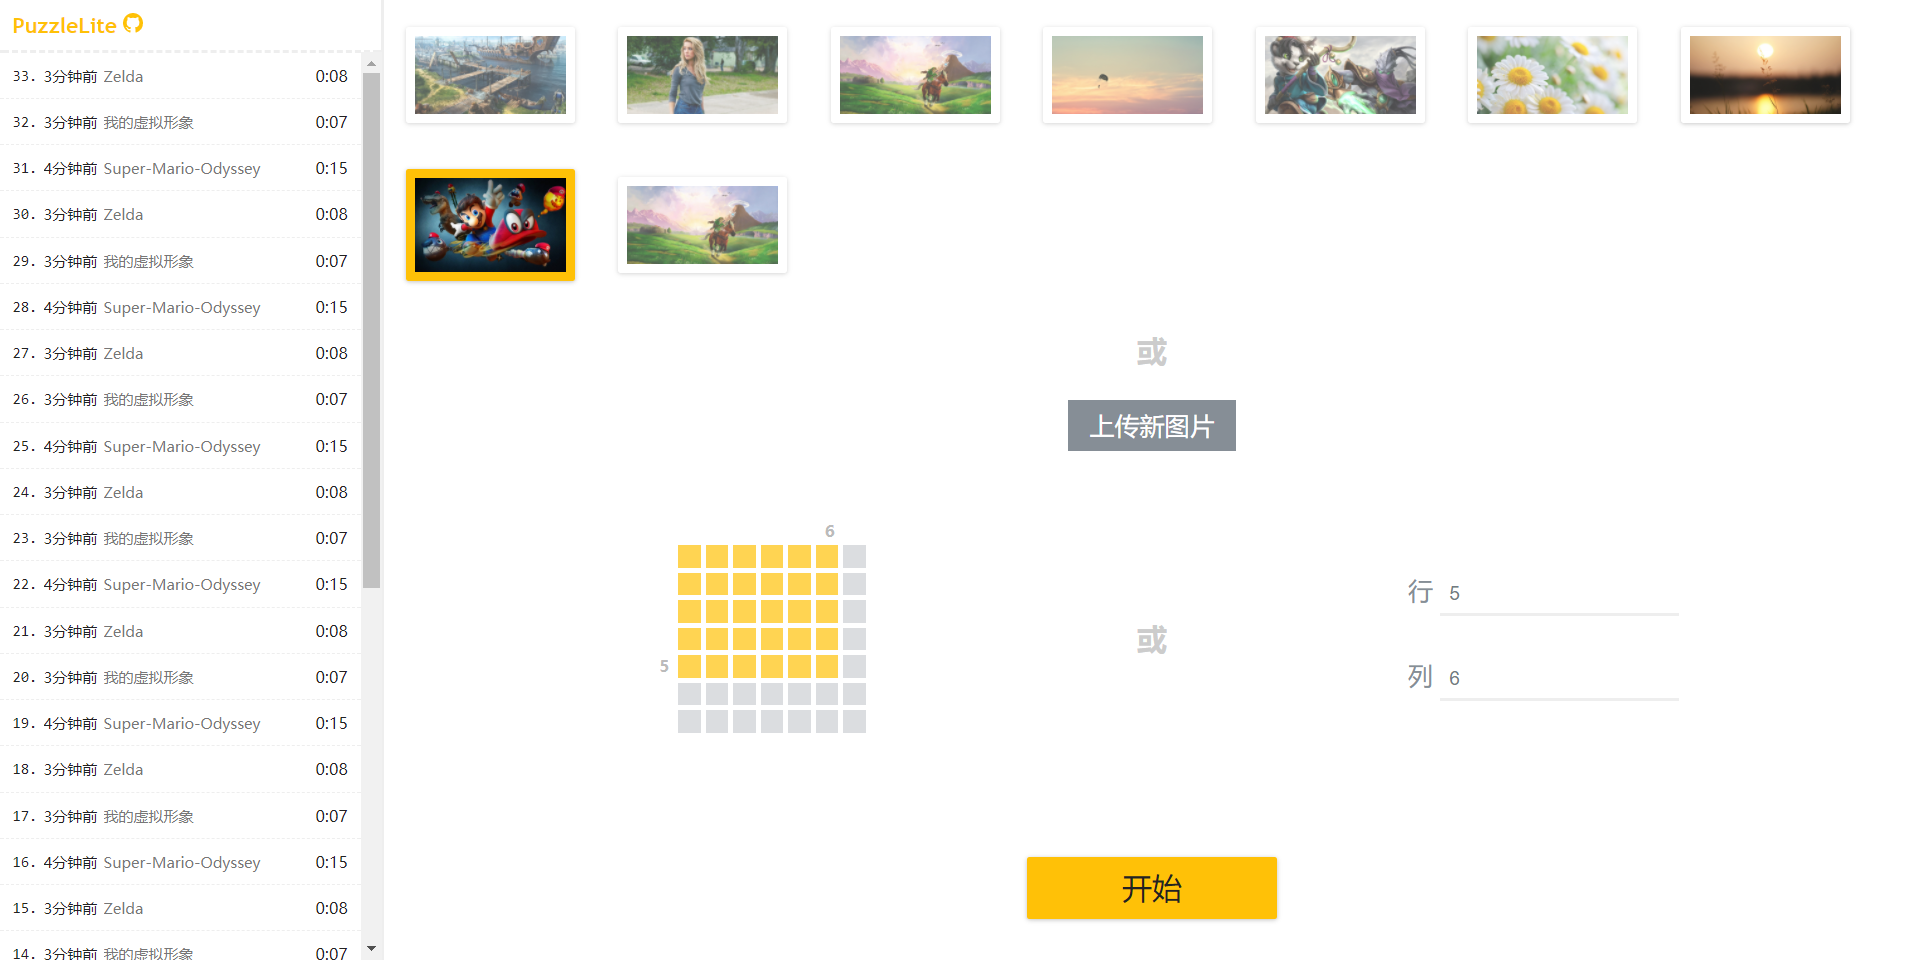 PuzzleLite
33. 3分钟前 Zelda 0:08
32. 3分钟前 我的虚拟形象 0:07
31. 4分钟前 Super-Mario-Odyssey 0:15
30. 3分钟前 Zelda 0:08
29. 3分钟前 我的虚拟形象 0:07
28. 4分钟前 Super-Mario-Odyssey 0:15
27. 3分钟前 Zelda 0:08
26. 3分钟前 我的虚拟形象 0:07
25. 4分钟前 Super-Mario-Odyssey 0:15
24. 3分钟前 Zelda 0:08
23. 3分钟前 我的虚拟形象 0:07
22. 4分钟前 Super-Mario-Odyssey 0:15
21. 3分钟前 Zelda 0:08
20. 3分钟前 我的虚拟形象 0:07
19. 4分钟前 Super-Mario-Odyssey 0:15
18. 3分钟前 Zelda 0:08
17. 3分钟前 我的虚拟形象 0:07
16. 4分钟前 Super-Mario-Odyssey 0:15
15. 3分钟前 Zelda 0:08
14. 3分钟前 我的虚拟形象 0:07
或
上传新图片
6
5
或
行 5
列 6
开始